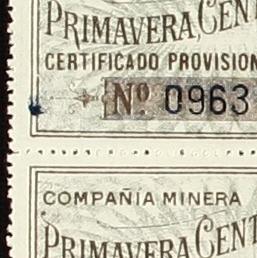 PRIMAVERA, CENT
CERTIFICADO PROVISION
Nº 0963
COMPAÑIA MINERA
PRIMAVERA CENT